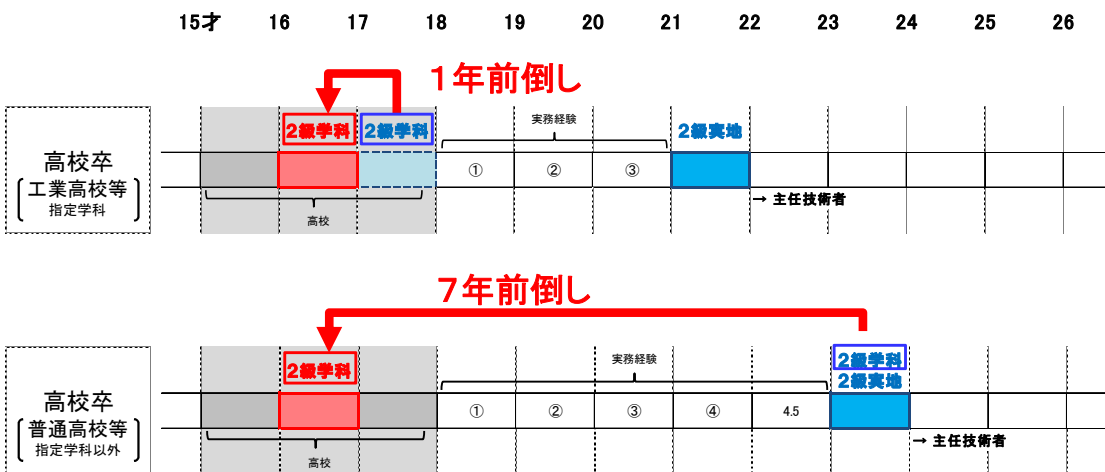 15才 16 17 18 19 20 21 22 23 24 25 26
1年前倒し
高校卒
工業高校等
指定学科
2級学科 2級学科 実務経験 2級実地
① ② ③
高校
→ 主任技術者
7年前倒し
高校卒
普通高校等
指定学科以外
2級学科 実務経験 2級学科
2級実地
① ② ③ ④ 4.5
高校
→ 主任技術者